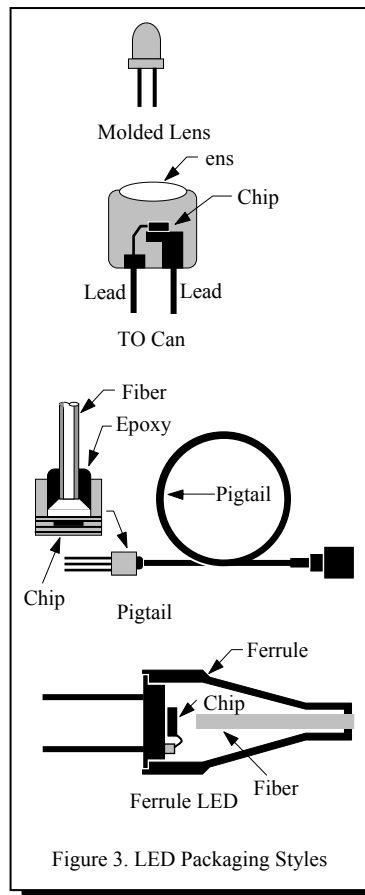 Molded Lens
ens
Chip
Lead
Lead
TO Can
Fiber
Epoxy
Pigtail
Chip
Pigtail
Ferrule
Chip
Fiber
Ferrule LED
Figure 3. LED Packaging Styles